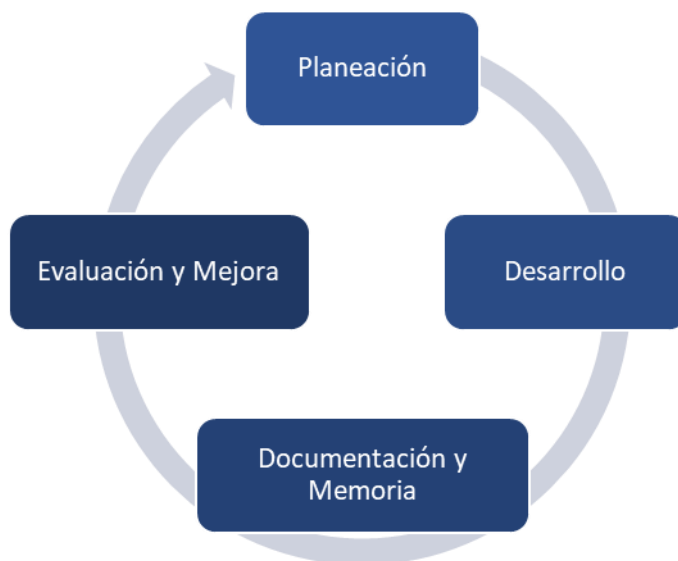 Planeación
Desarrollo
Documentación y
Memoria
Evaluación y Mejora